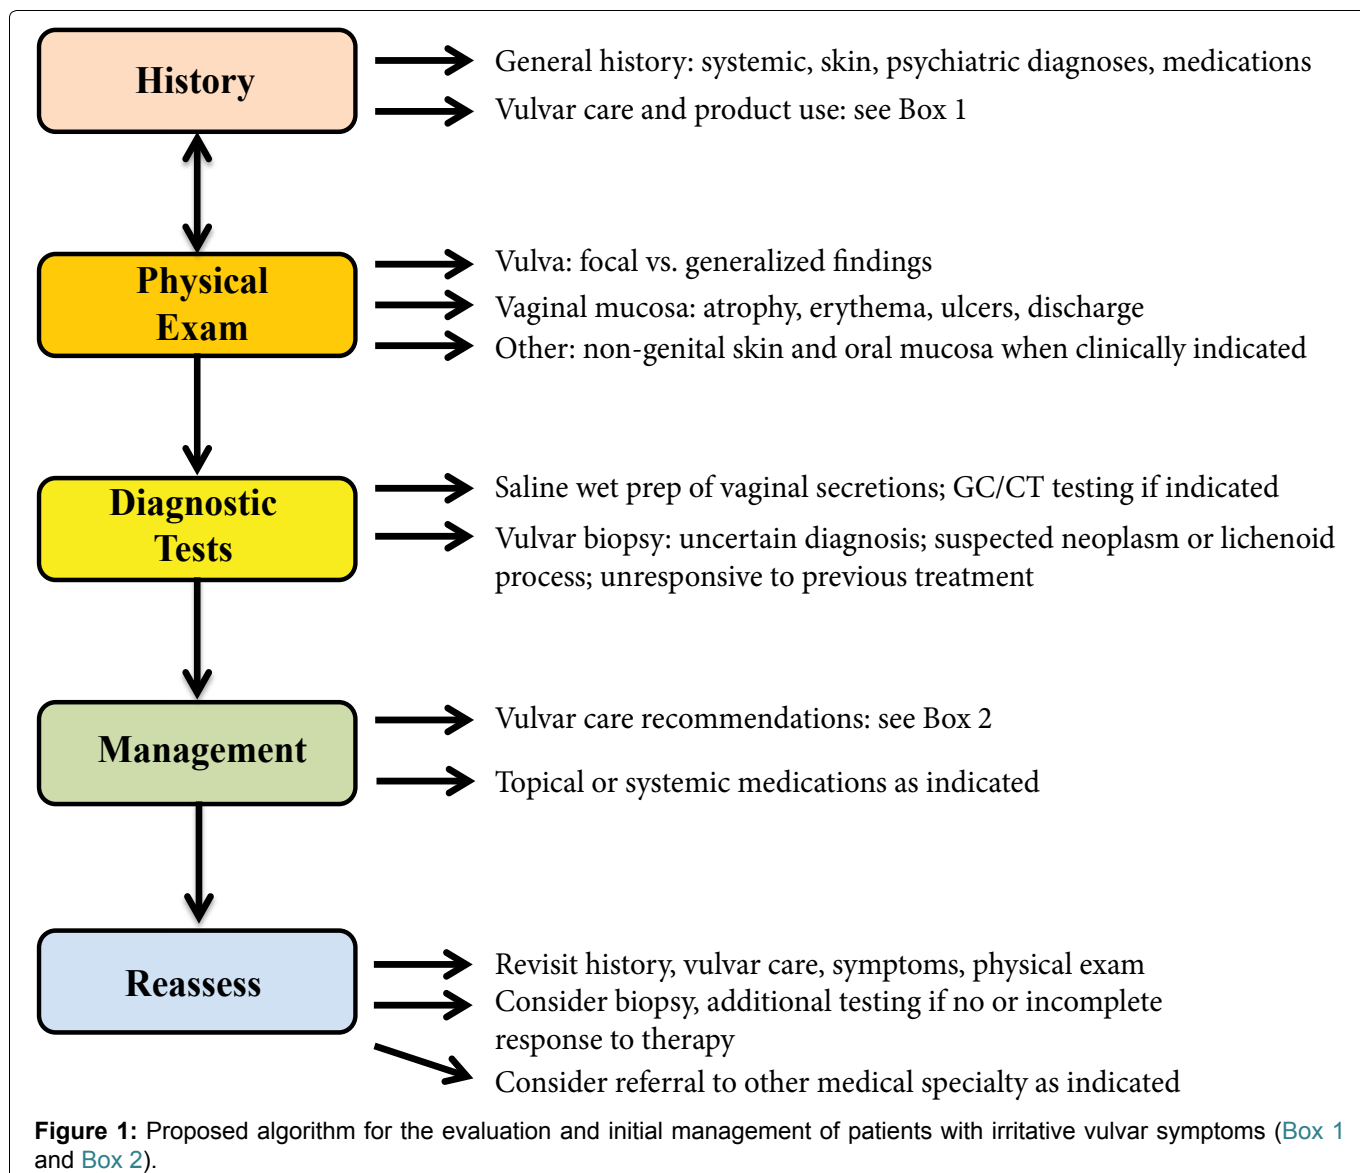 History
General history: systemic, skin, psychiatric diagnoses, medications
Vulvar care and product use: see Box 1
Physical
Exam
Vulva: focal vs. generalized findings
Vaginal mucosa: atrophy, erythema, ulcers, discharge
Other: non-genital skin and oral mucosa when clinically indicated
Diagnostic
Tests
Saline wet prep of vaginal secretions; GC/CT testing if indicated
Vulvar biopsy: uncertain diagnosis; suspected neoplasm or lichenoid
process; unresponsive to previous treatment
Management
Vulvar care recommendations: see Box 2
Topical or systemic medications as indicated
Reassess
Revisit history, vulvar care, symptoms, physical exam
Consider biopsy, additional testing if no or incomplete
response to therapy
Consider referral to other medical specialty as indicated
Figure 1: Proposed algorithm for the evaluation and initial management of patients with irritative vulvar symptoms (Box 1
and Box 2).